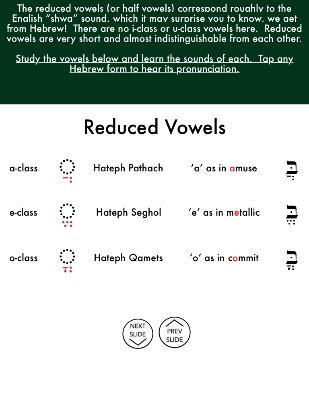 The reduced vowels (or half vowels) correspond roughly to the
English "shwa" sound, which it may surprise you to know, we get
from Hebrew! There are no i-class or u-class vowels here. Reduced
vowels are very short and almost indistinguishable from each other.
Study the vowels below and learn the sounds of each. Tap any
Hebrew form to hear its pronunciation.
Reduced Vowels
a-class ◌ֲ Hateph Pathach 'a' as in amuse בֲּ
e-class ◌ֱ Hateph Seghol 'e' as in metallic בֱּ
o-class ◌ֳ Hateph Qamets 'o' as in commit בֳּ
NEXT SLIDE
PREV SLIDE